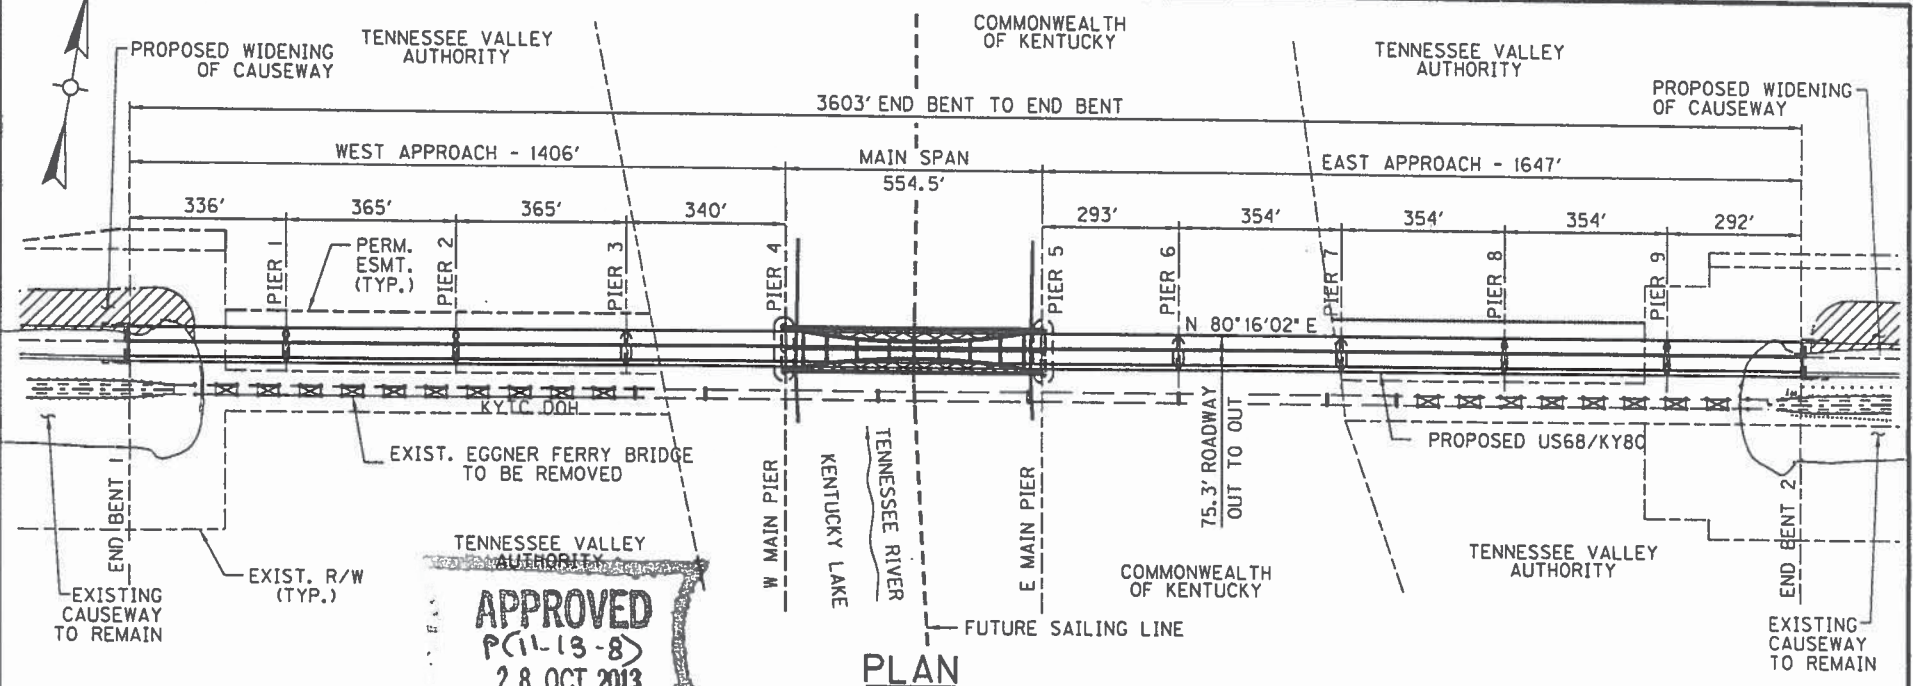 COMMONWEALTH
OF KENTUCKY
TENNESSEE VALLEY
AUTHORITY
PROPOSED WIDENING
OF CAUSEWAY
TENNESSEE VALLEY
AUTHORITY
PROPOSED WIDENING
OF CAUSEWAY
3603' END BENT TO END BENT
WEST APPROACH - 1406'
MAIN SPAN
554.5'
EAST APPROACH - 1647'
336'
365'
365'
340'
293'
354'
354'
354'
292'
PIER 1
PERM.
ESMT.
(TYP.)
PIER 2
PIER 3
PIER 4
PIER 5
PIER 6
PIER 7
PIER 8
PIER 9
N 80°16'02" E
KYTC DOH
EXIST. EGGNER FERRY BRIDGE
TO BE REMOVED
PROPOSED US68/KY80
75.3' ROADWAY
OUT TO OUT
END BENT 1
W MAIN PIER
KENTUCKY LAKE
TENNESSEE RIVER
E MAIN PIER
END BENT 2
TENNESSEE VALLEY
AUTHORITY
TENNESSEE VALLEY
AUTHORITY
COMMONWEALTH
OF KENTUCKY
EXIST. R/W
(TYP.)
EXISTING
CAUSEWAY
TO REMAIN
APPROVED
P(11-13-8)
28 OCT 2013
FUTURE SAILING LINE
EXISTING
CAUSEWAY
TO REMAIN
PLAN